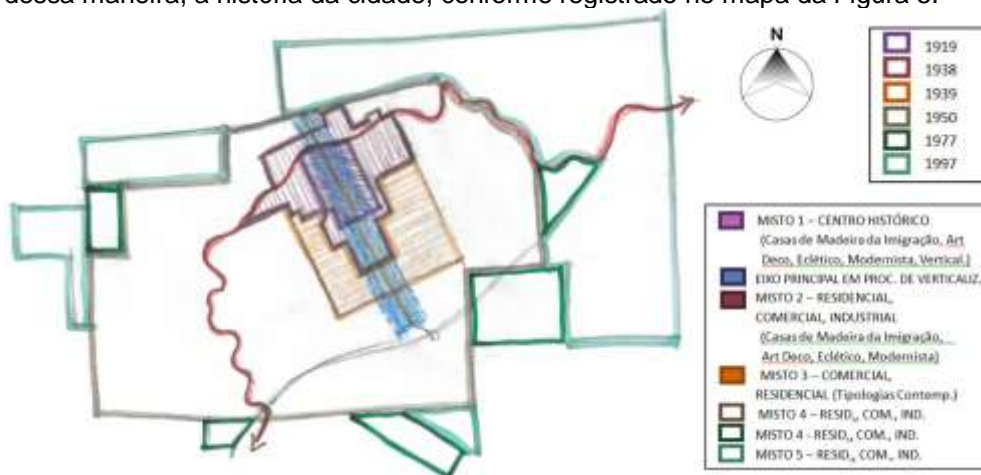 dessa maneira, a história da cidade, conforme registrado no mapa da Figura
N
1919
1938
1939
1950
1977
1997
MISTO 1 – CENTRO HISTÓRICO
(Casas de Madeira da Imigração, Art
Deco, Eclético, Modernista, Vertical.)
EIXO PRINCIPAL EM PROC. DE VERTICALIZ.
MISTO 2 – RESIDENCIAL,
COMERCIAL, INDUSTRIAL
(Casas de Madeira da Imigração,
Art Deco, Eclético, Modernista)
MISTO 3 – COMERCIAL,
RESIDENCIAL (Tipologias Contemp.)
MISTO 4 – RESID., COM., IND.
MISTO 4 - RESID., COM., IND.
MISTO 5 – RESID., COM., IND.